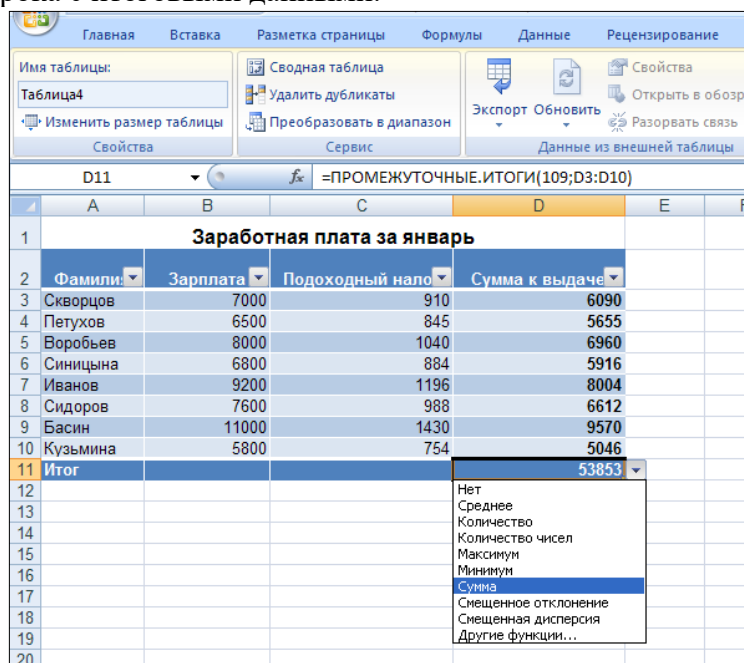 Главная Вставка Разметка страницы Формулы Данные Рецензирование
Имя таблицы: Сводная таблица Свойства
Таблица4 Удалить дубликаты Экспорт Обновить Открыть в обозр
Изменить размер таблицы Преобразовать в диапазон Разорвать связь
Свойства Сервис Данные из внешней таблицы
D11 fx =ПРОМЕЖУТОЧНЫЕ.ИТОГИ(109;D3:D10)
A B C D E
1 Заработная плата за январь
2 Фамили Зарплата Подоходный нало Сумма к выдаче
3 Скворцов 7000 910 6090
4 Петухов 6500 845 5655
5 Воробьев 8000 1040 6960
6 Синицына 6800 884 5916
7 Иванов 9200 1196 8004
8 Сидоров 7600 988 6612
9 Басин 11000 1430 9570
10 Кузьмина 5800 754 5046
11 Итог 53853
12 Нет
Среднее
13 Количество
14 Количество чисел
Максимум
15 Минимум
16 Сумма
17 Смещенное отклонение
18 Смещенная дисперсия
19 Другие функции...
20